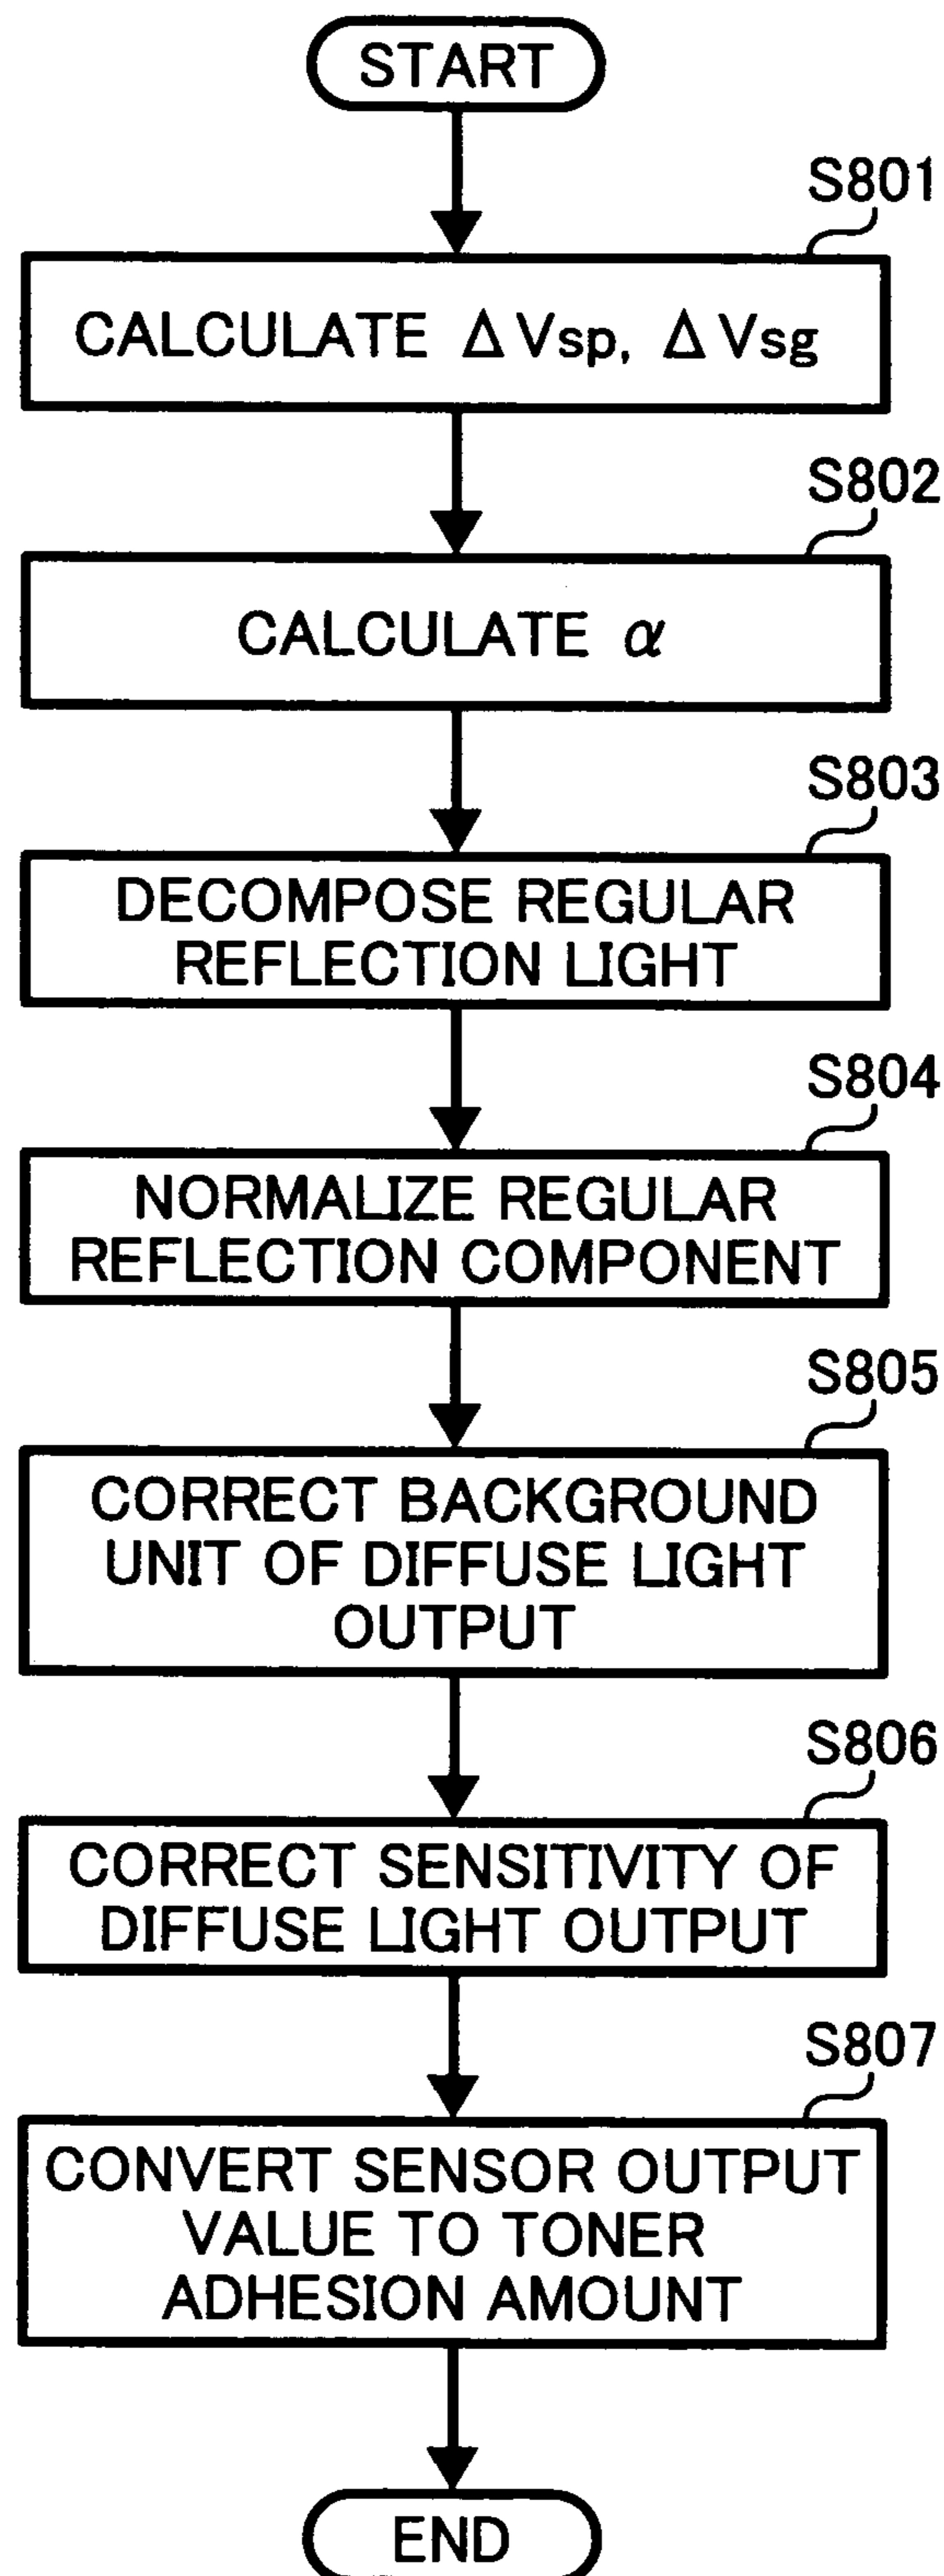 START
S801
CALCULATE Δ Vsp, Δ Vsg
S802
CALCULATE α
S803
DECOMPOSE REGULAR
REFLECTION LIGHT
S804
NORMALIZE REGULAR
REFLECTION COMPONENT
S805
CORRECT BACKGROUND
UNIT OF DIFFUSE LIGHT
OUTPUT
S806
CORRECT SENSITIVITY OF
DIFFUSE LIGHT OUTPUT
S807
CONVERT SENSOR OUTPUT
VALUE TO TONER
ADHESION AMOUNT
END